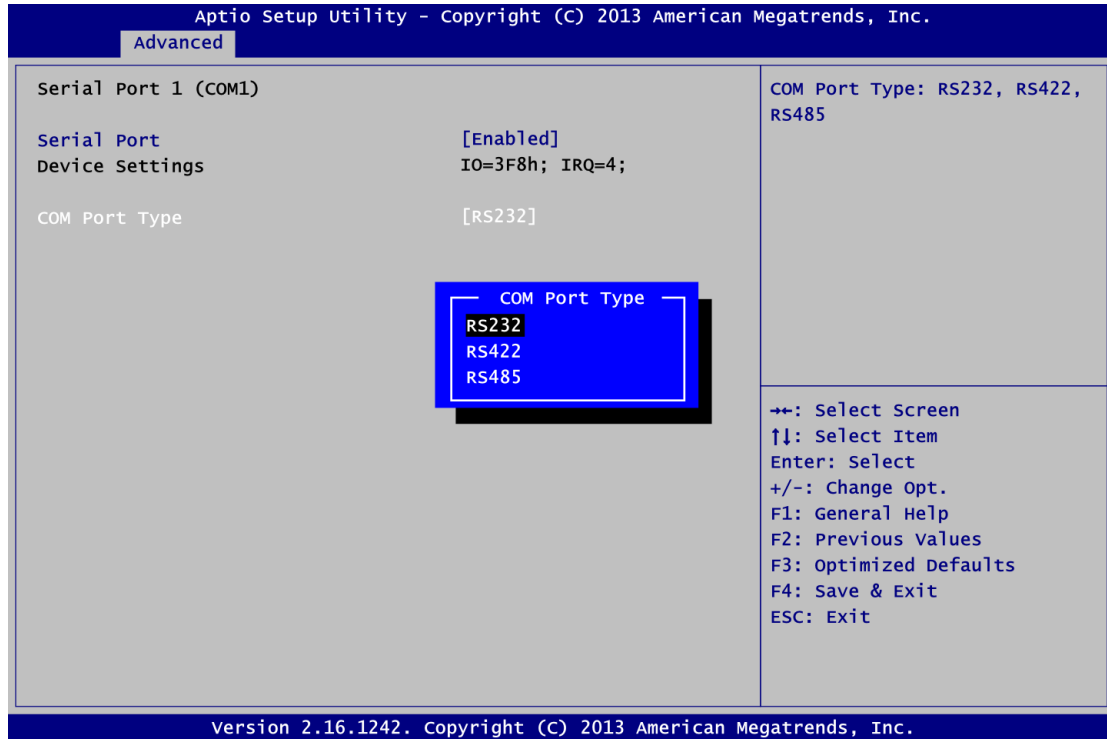 Aptio Setup Utility – Copyright (C) 2013 American Megatrends, Inc.
Advanced
Serial Port 1 (COM1)
Serial Port [Enabled]
Device Settings IO=3F8h; IRQ=4;
COM Port Type [RS232]
COM Port Type
RS232
RS422
RS485
COM Port Type: RS232, RS422,
RS485
→←: Select Screen
↑↓: Select Item
Enter: Select
+/-: Change Opt.
F1: General Help
F2: Previous Values
F3: Optimized Defaults
F4: Save & Exit
ESC: Exit
Version 2.16.1242. Copyright (C) 2013 American Megatrends, Inc.